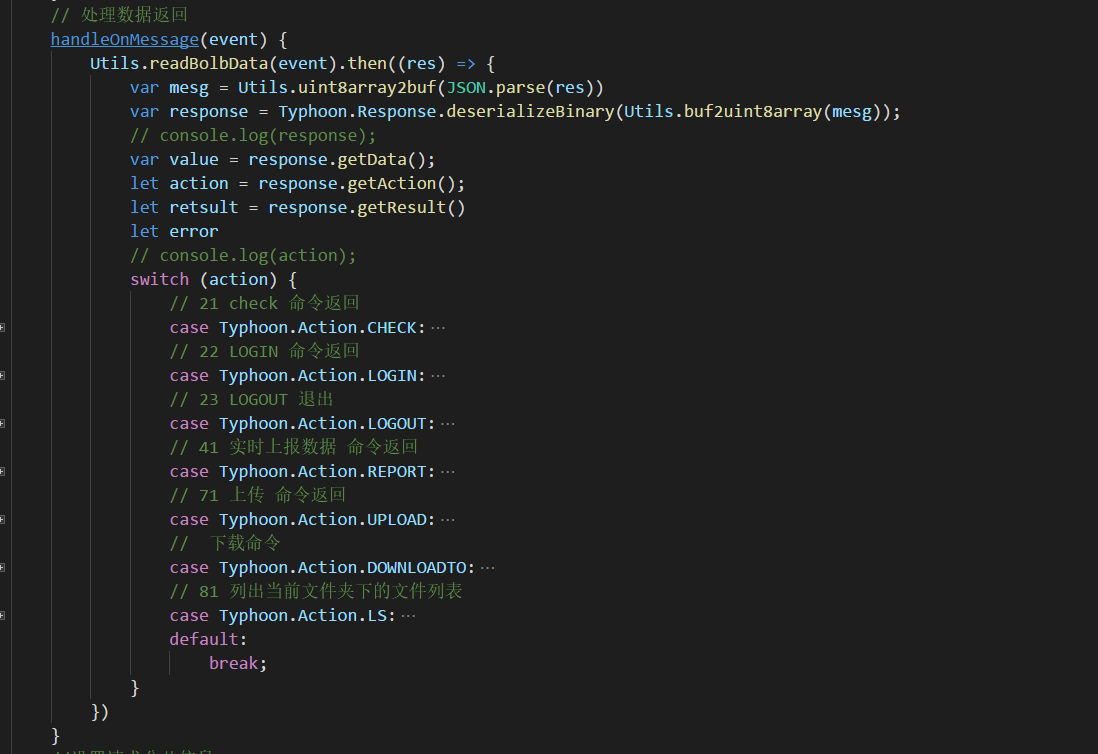 // 处理数据返回
handleOnMessage(event) {
Utils.readBolbData(event).then((res) => {
var mesg = Utils.uint8array2buf(JSON.parse(res))
var response = Typhoon.Response.deserializeBinary(Utils.buf2uint8array(mesg));
// console.log(response);
var value = response.getData();
let action = response.getAction();
let retsult = response.getResult()
let error
// console.log(action);
switch (action) {
// 21 check 命令返回
case Typhoon.Action.CHECK: ···
// 22 LOGIN 命令返回
case Typhoon.Action.LOGIN: ···
// 23 LOGOUT 退出
case Typhoon.Action.LOGOUT: ···
// 41 实时上报数据 命令返回
case Typhoon.Action.REPORT: ···
// 71 上传 命令返回
case Typhoon.Action.UPLOAD: ···
//  下载命令
case Typhoon.Action.DOWNLOADTO: ···
// 81 列出当前文件夹下的文件列表
case Typhoon.Action.LS: ···
default:
break;
}
})
}